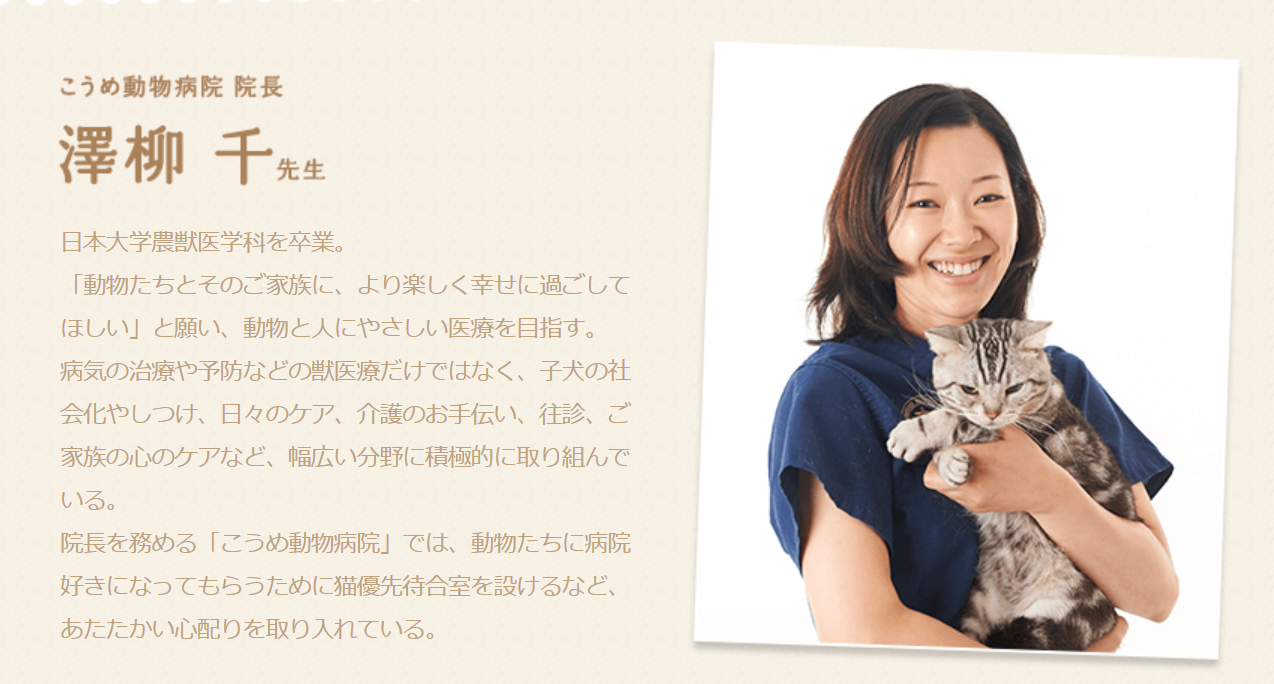 こうめ動物病院 院長
澤柳 千先生
日本大学農獣医学科を卒業。
「動物たちとそのご家族に、より楽しく幸せに過ごして
ほしい」と願い、動物と人にやさしい医療を目指す。
病気の治療や予防などの獣医療だけではなく、子犬の社
会化やしつけ、日々のケア、介護のお手伝い、往診、ご
家族の心のケアなど、幅広い分野に積極的に取り組んで
いる。
院長を務める「こうめ動物病院」では、動物たちに病院
好きになってもらうために猫優先待合室を設けるなど、
あたたかい心配りを取り入れている。